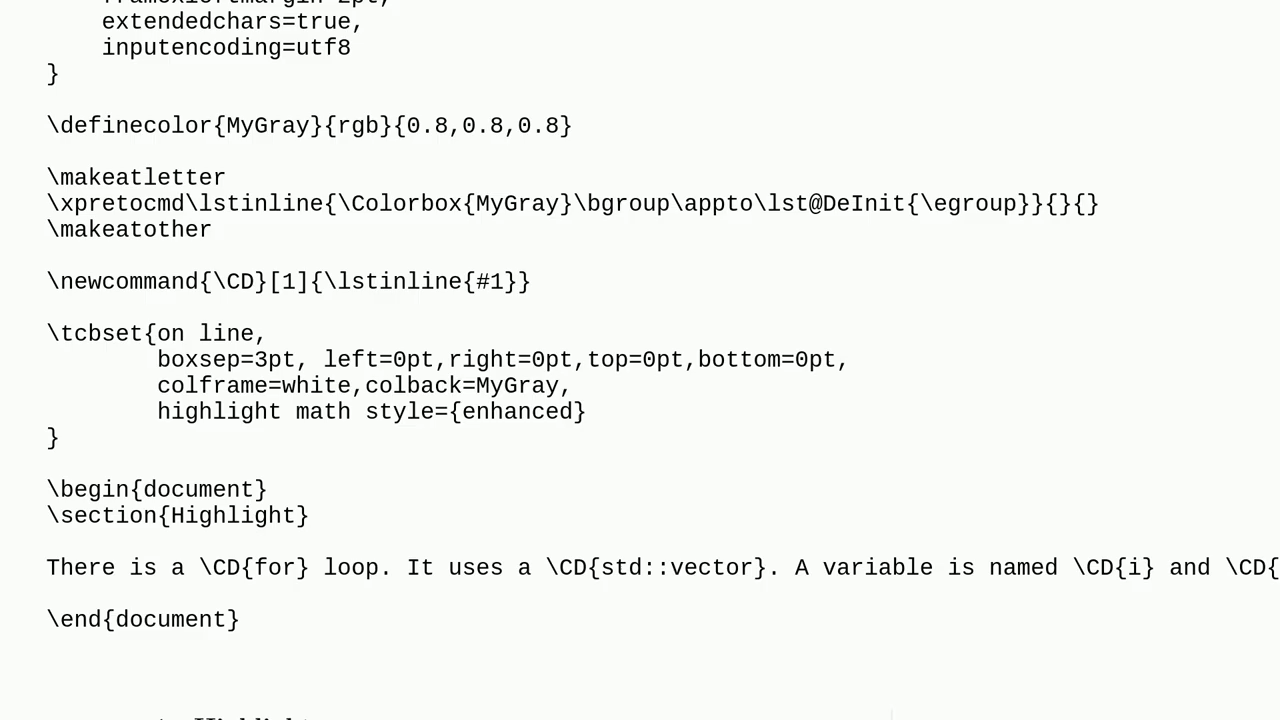 extendedchars=true,
    inputencoding=utf8
}

\definecolor{MyGray}{rgb}{0.8,0.8,0.8}

\makeatletter
\xpretocmd\lstinline{\Colorbox{MyGray}\bgroup\appto\lst@DeInit{\egroup}}{}{}
\makeatother

\newcommand{\CD}[1]{\lstinline{#1}}

\tcbset{on line,
        boxsep=3pt, left=0pt,right=0pt,top=0pt,bottom=0pt,
        colframe=white,colback=MyGray,
        highlight math style={enhanced}
}

\begin{document}
\section{Highlight}

There is a \CD{for} loop. It uses a \CD{std::vector}. A variable is named \CD{i} and \CD{

\end{document}